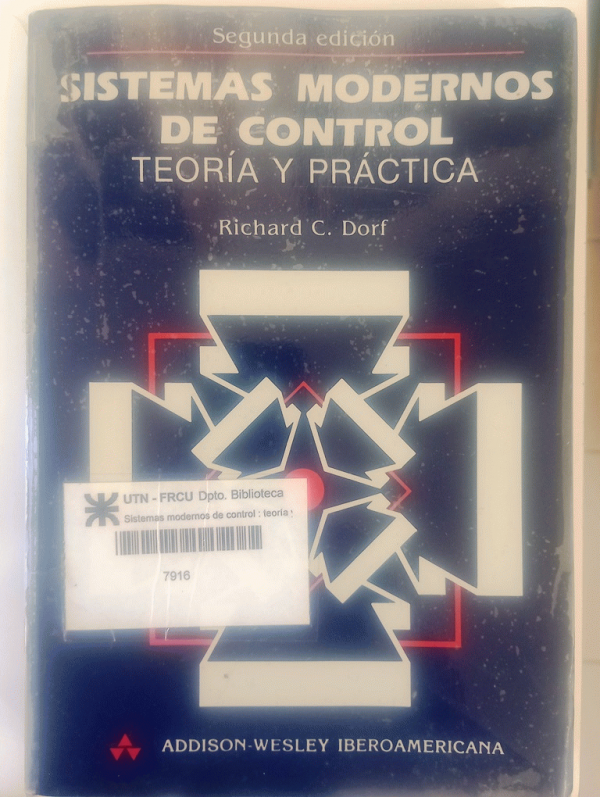 Segunda edición
SISTEMAS MODERNOS
DE CONTROL
TEORÍA Y PRÁCTICA
Richard C. Dorf
UTN - FRCU Dpto. Biblioteca
Sistemas modernos de control : teoría y
7916
ADDISON-WESLEY IBEROAMERICANA